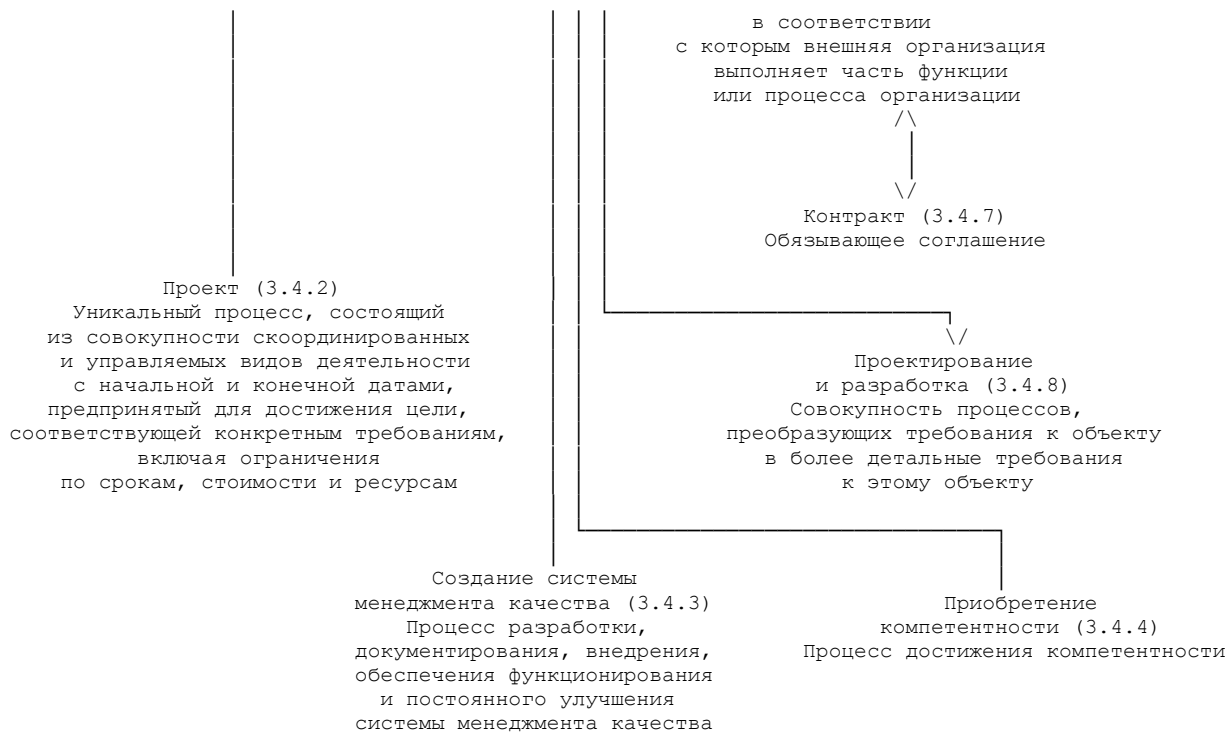 в соответствии
с которым внешняя организация
выполняет часть функции
или процесса организации
Контракт (3.4.7)
Обязывающее соглашение
Проект (3.4.2)
Уникальный процесс, состоящий
из совокупности скоординированных
и управляемых видов деятельности
с начальной и конечной датами,
предпринятый для достижения цели,
соответствующей конкретным требованиям,
включая ограничения
по срокам, стоимости и ресурсам
Проектирование
и разработка (3.4.8)
Совокупность процессов,
преобразующих требования к объекту
в более детальные требования
к этому объекту
Создание системы
менеджмента качества (3.4.3)
Процесс разработки,
документирования, внедрения,
обеспечения функционирования
и постоянного улучшения
системы менеджмента качества
Приобретение
компетентности (3.4.4)
Процесс достижения компетентности